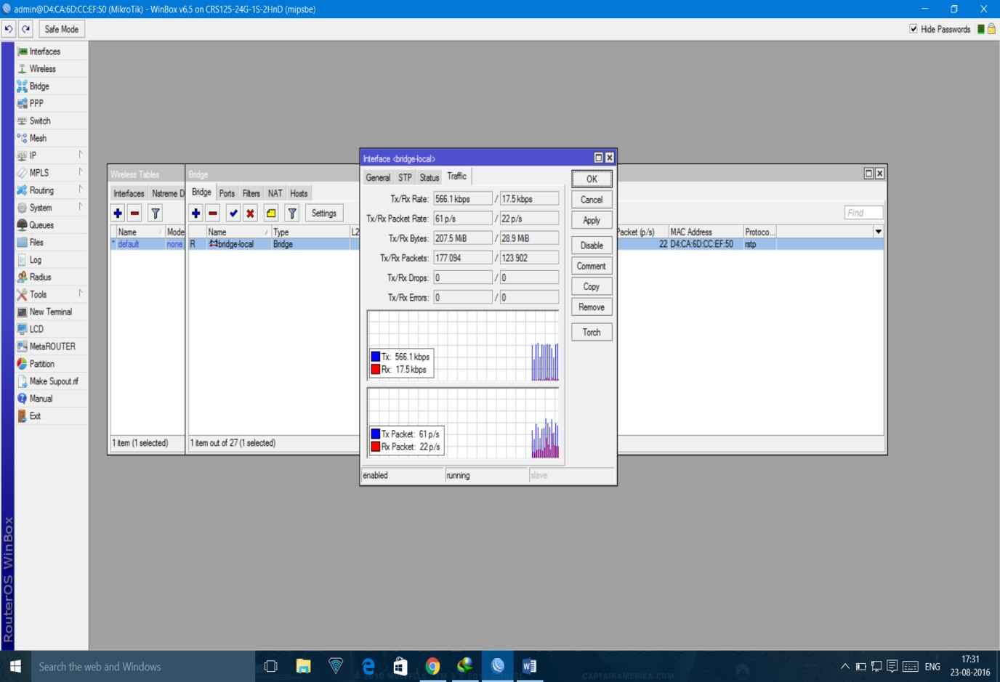 admin@D4:CA:6D:CC:EF:50 (MikroTik) - WinBox v6.5 on CRS125-24G-1S-2HnD (mipsbe)
Safe Mode
Hide Passwords
Interfaces
Wireless
Bridge
PPP
Switch
Mesh
IP
MPLS
Routing
System
Queues
Files
Log
Radius
Tools
New Terminal
LCD
MetaROUTER
Partition
Make Supout.rif
Manual
Exit
RouterOS WinBox
Wireless Tables
Interfaces Nstreme D
Name Mode
* default none
1 item (1 selected)
Bridge
Bridge Ports Filters NAT Hosts
Settings
Find
Name Type L2 Packet (p/s) MAC Address Protoco...
R bridge-local Bridge 22 D4:CA:6D:CC:EF:50 rstp
1 item out of 27 (1 selected)
Interface <bridge-local>
General STP Status Traffic
Tx/Rx Rate: 566.1 kbps / 17.5 kbps
Tx/Rx Packet Rate: 61 p/s / 22 p/s
Tx/Rx Bytes: 207.5 MiB / 28.9 MiB
Tx/Rx Packets: 177 094 / 123 902
Tx/Rx Drops: 0 / 0
Tx/Rx Errors: 0 / 0
Tx: 566.1 kbps
Rx: 17.5 kbps
Tx Packet: 61 p/s
Rx Packet: 22 p/s
enabled running slave
OK
Cancel
Apply
Disable
Comment
Copy
Remove
Torch
Search the web and Windows
CAPTAINAMERICA.COM
ENG
17:31
23-08-2016